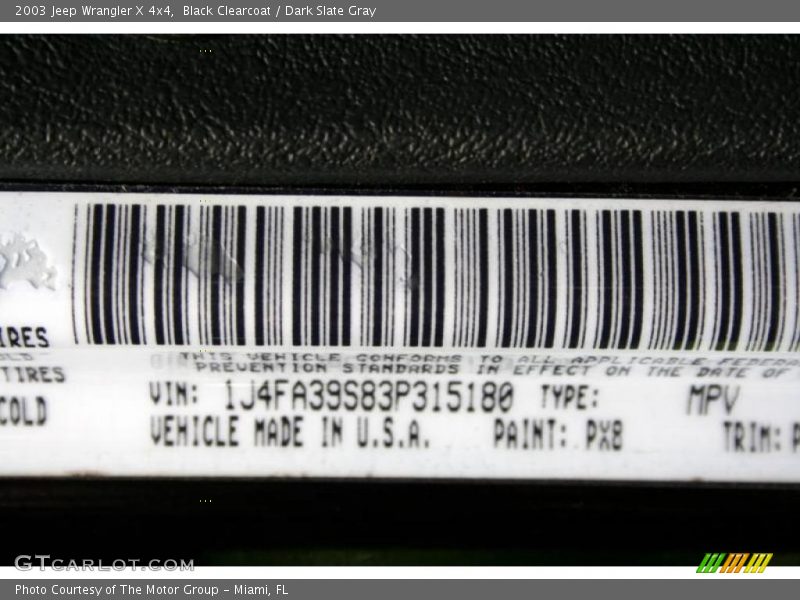 2003 Jeep Wrangler X 4x4, Black Clearcoat / Dark Slate Gray
IRES
TIRES
COLD
THIS VEHICLE CONFORMS TO ALL APPLICABLE FEDERA
PREVENTION STANDARDS IN EFFECT ON THE DATE OF
VIN: 1J4FA39S83P315180 TYPE: MPV
VEHICLE MADE IN U.S.A. PAINT: PX8 TRIM:
GTcarlot.com
Photo Courtesy of The Motor Group - Miami, FL